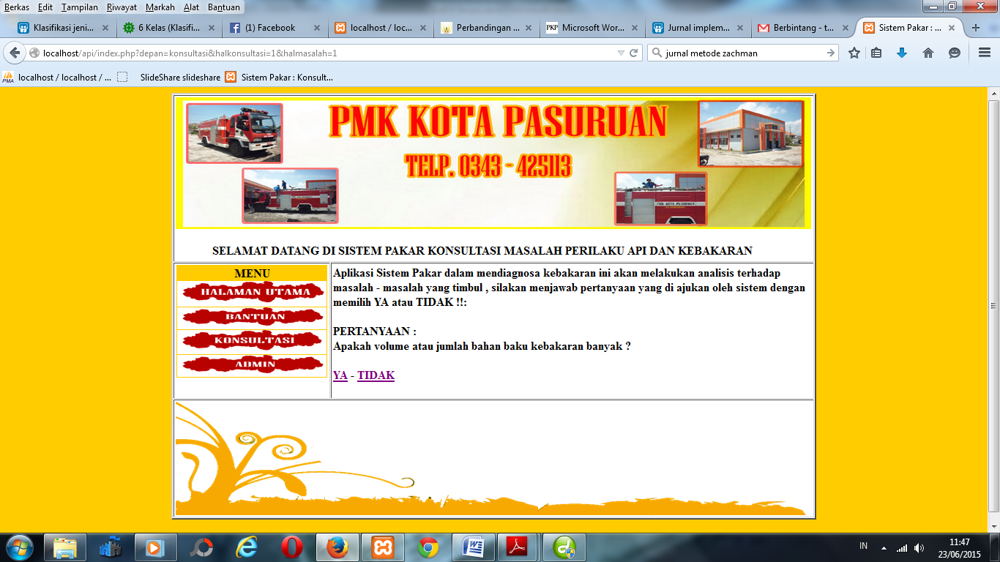 Berkas Edit Tampilan Riwayat Markah Alat Bantuan
Klasifikasi jeni... 6 Kelas (Klasifi... (1) Facebook localhost / loc... Perbandingan ... PKP Microsoft Wor... Jurnal implem... Berbintang - t... Sistem Pakar : ...
localhost/api/index.php?depan=konsultasi&halkonsultasi=1&halmasalah=1 jurnal metode zachman
PMA localhost / localhost / ... SlideShare slideshare Sistem Pakar : Konsult...
PMK KOTA PASURUAN
TELP. 0343 - 425113
PMK KOTA PASURUAN
SELAMAT DATANG DI SISTEM PAKAR KONSULTASI MASALAH PERILAKU API DAN KEBAKARAN
MENU
HALAMAN UTAMA
BANTUAN
KONSULTASI
ADMIN
Aplikasi Sistem Pakar dalam mendiagnosa kebakaran ini akan melakukan analisis terhadap
masalah - masalah yang timbul , silakan menjawab pertanyaan yang di ajukan oleh sistem dengan
memilih YA atau TIDAK !!:
PERTANYAAN :
Apakah volume atau jumlah bahan baku kebakaran banyak ?
YA - TIDAK
IN
11:47
23/06/2015